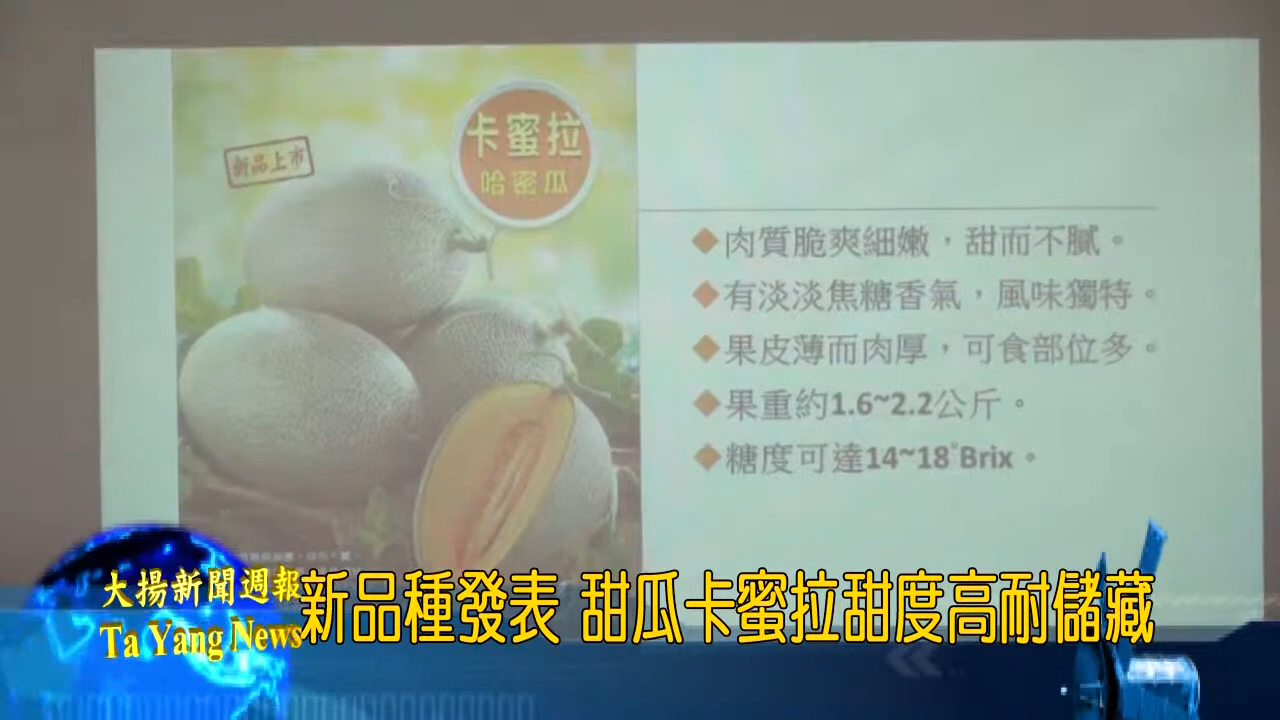 新品上市
卡蜜拉
哈密瓜
◆肉質脆爽細嫩，甜而不膩。
◆有淡淡焦糖香氣，風味獨特。
◆果皮薄而肉厚，可食部位多。
◆果重約1.6~2.2公斤。
◆糖度可達14~18°Brix。
大揚新聞週報
Ta Yang News
新品種發表 甜瓜卡蜜拉甜度高耐儲藏